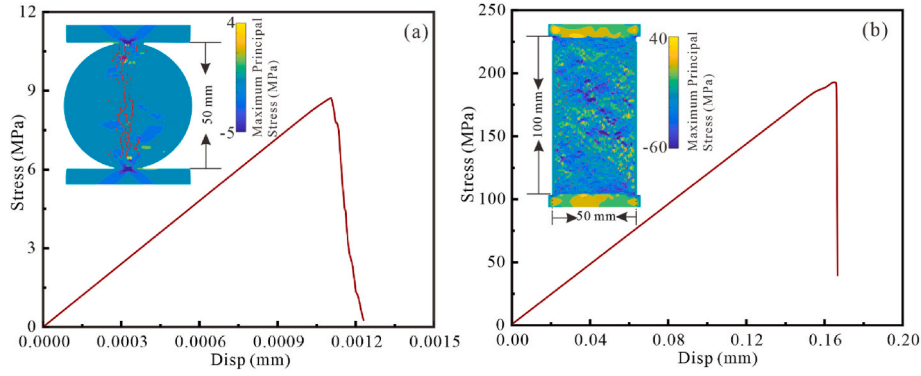 (a)
12
9
6
3
0
Stress (MPa)
0.0000
0.0003
0.0006
0.0009
0.0012
0.0015
Disp (mm)
50 mm
4
-5
Maximum Principal
Stress (MPa)
(b)
250
200
150
100
50
0
Stress (MPa)
0.00
0.04
0.08
0.12
0.16
0.20
Disp (mm)
100 mm
50 mm
40
-60
Maximum Principal
Stress (MPa)